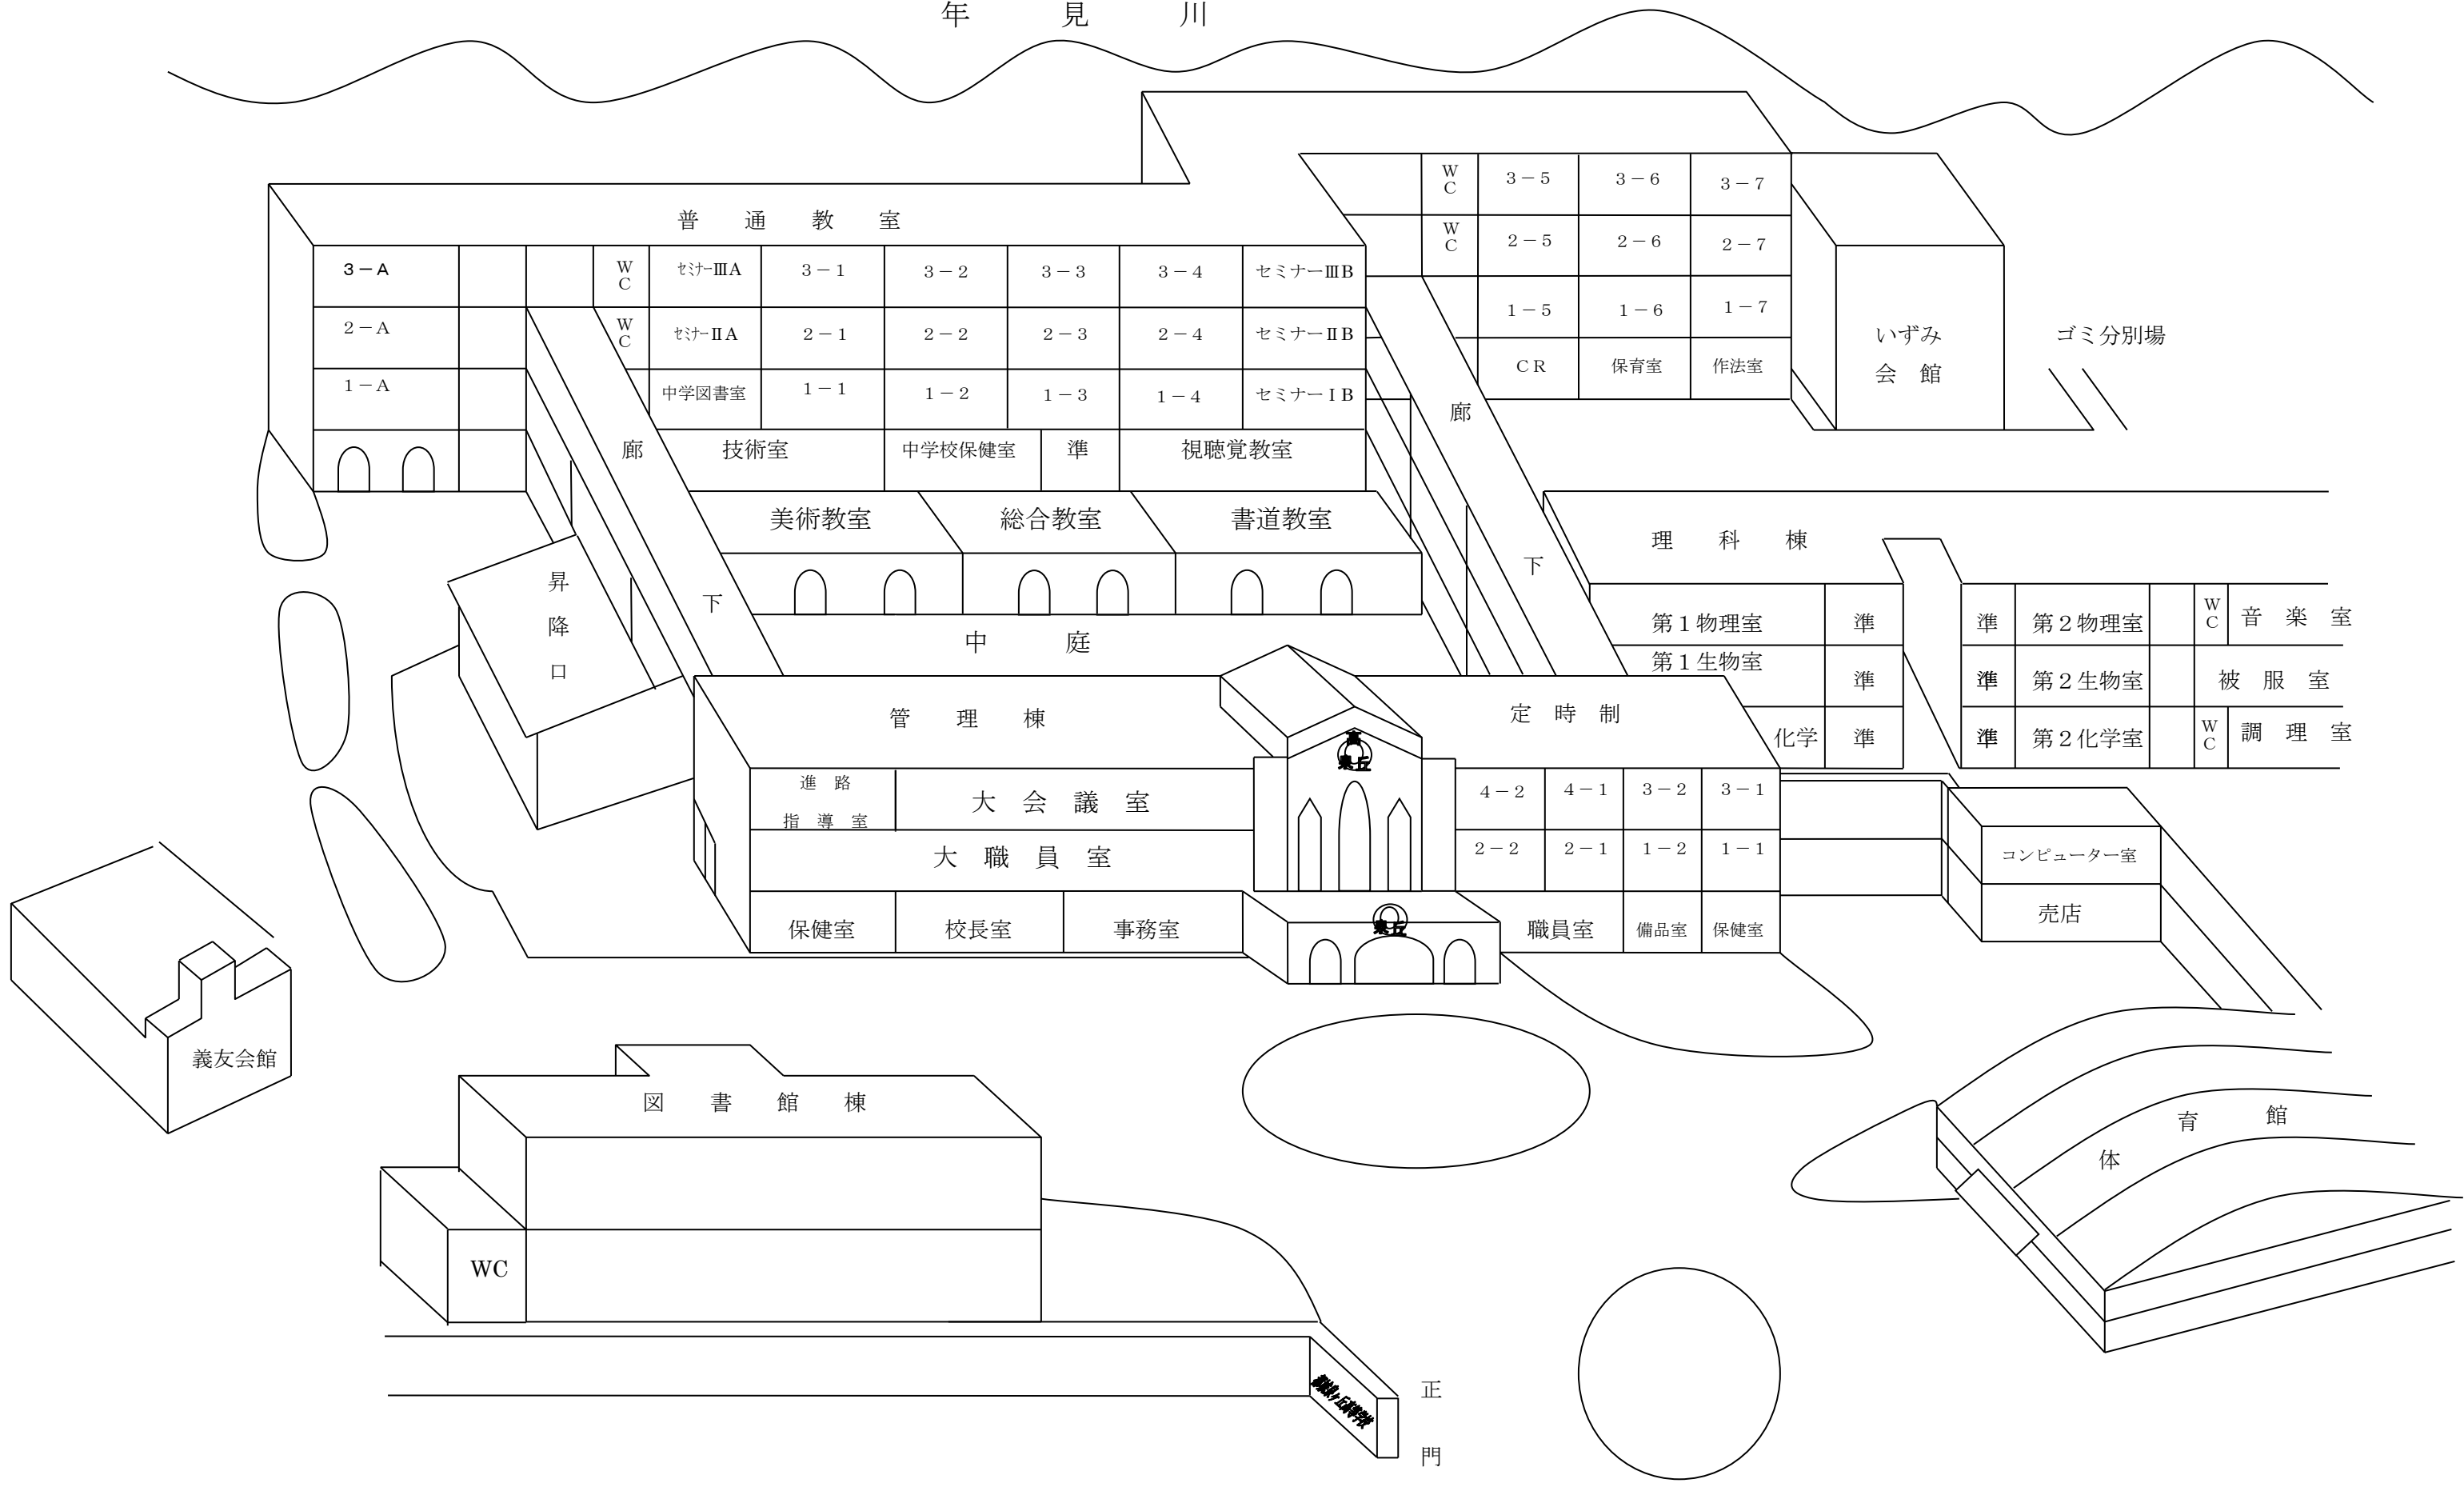 年　見　川
普　通　教　室
WC　３－５　３－６　３－７
WC　２－５　２－６　２－７
１－５　１－６　１－７
ＣＲ　保育室　作法室
３－Ａ　WC　セミナーⅢＡ　３－１　３－２　３－３　３－４　セミナーⅢＢ
２－Ａ　WC　セミナーⅡＡ　２－１　２－２　２－３　２－４　セミナーⅡＢ
１－Ａ　中学図書室　１－１　１－２　１－３　１－４　セミナーⅠＢ
技術室　中学校保健室　準　視聴覚教室
いずみ
会　館
ゴミ分別場
廊　下
廊　下
美術教室　総合教室　書道教室
中　庭
昇　降　口
理　科　棟
第１物理室　準　準　第２物理室　WC　音　楽　室
第１生物室　準　準　第２生物室　被　服　室
化学　準　準　第２化学室　WC　調　理　室
管　理　棟
定　時　制
進　路
指　導　室
大　会　議　室
大　職　員　室
保健室　校長室　事務室
高
泉丘
泉丘
４－２　４－１　３－２　３－１
２－２　２－１　１－２　１－１
職員室　備品室　保健室
コンピューター室
売店
義友会館
図　書　館　棟
WC
体　育　館
正　門